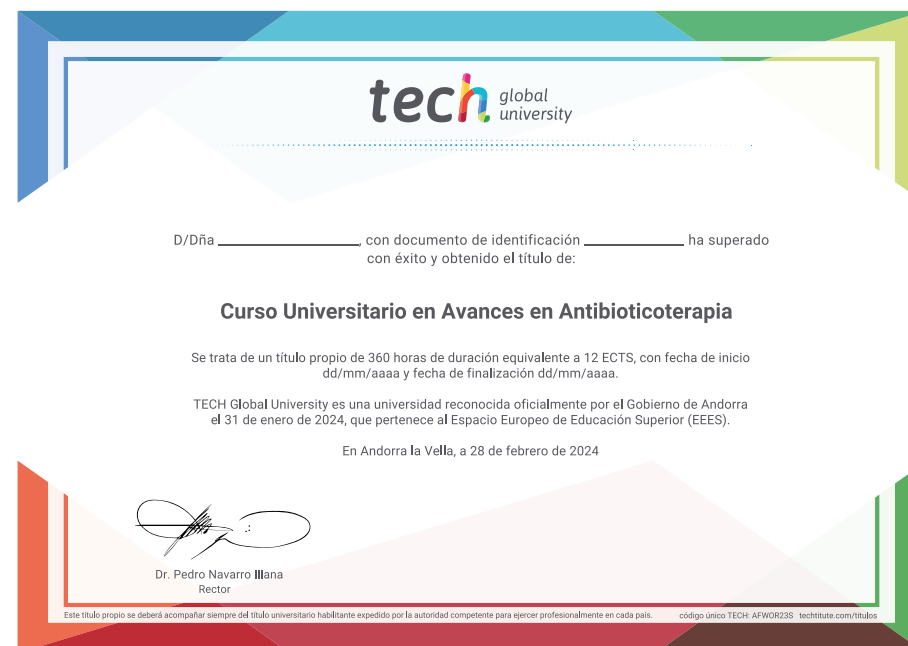 tech global university
D/Dña ____________________, con documento de identificación ______________ ha superado
con éxito y obtenido el título de:
Curso Universitario en Avances en Antibioticoterapia
Se trata de un título propio de 360 horas de duración equivalente a 12 ECTS, con fecha de inicio
dd/mm/aaaa y fecha de finalización dd/mm/aaaa.
TECH Global University es una universidad reconocida oficialmente por el Gobierno de Andorra
el 31 de enero de 2024, que pertenece al Espacio Europeo de Educación Superior (EEES).
En Andorra la Vella, a 28 de febrero de 2024
Dr. Pedro Navarro Illana
Rector
Este título propio se deberá acompañar siempre del título universitario habilitante expedido por la autoridad competente para ejercer profesionalmente en cada país. código único TECH: AFWOR23S techtitute.com/titulos